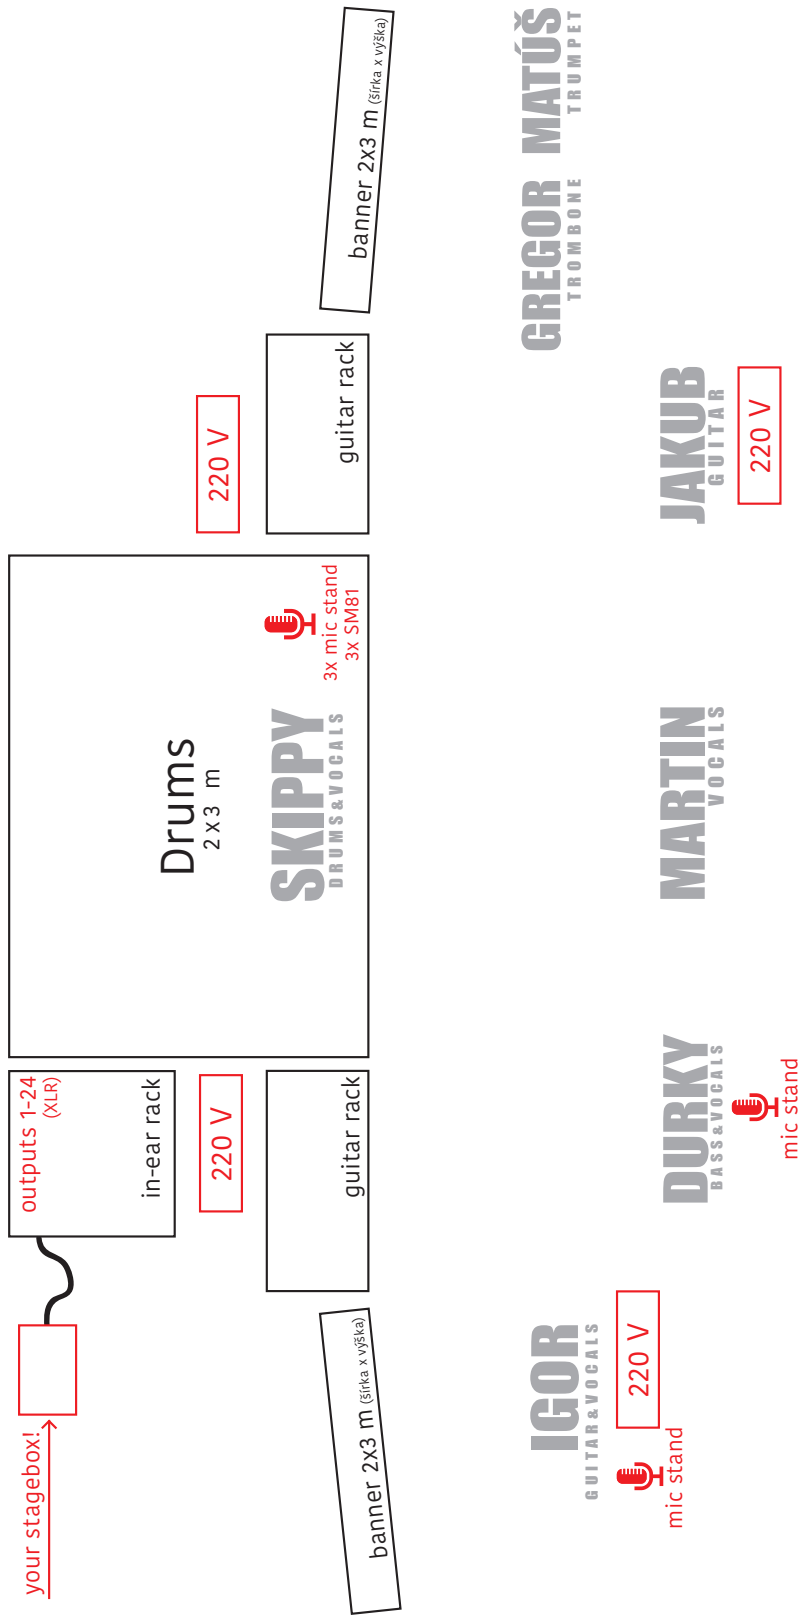 your stagebox!
outputs 1-24
(XLR)
in-ear rack
220 V
guitar rack
banner 2x3 m (šírka x výška)
Drums
2 x 3 m
SKIPPY
DRUMS&VOCALS
3x mic stand
3x SM81
220 V
guitar rack
banner 2x3 m (šírka x výška)
IGOR
GUITAR&VOCALS
220 V
mic stand
DURKY
BASS&VOCALS
mic stand
MARTIN
VOCALS
JAKUB
GUITAR
220 V
GREGOR
TROMBONE
MATÚŠ
TRUMPET